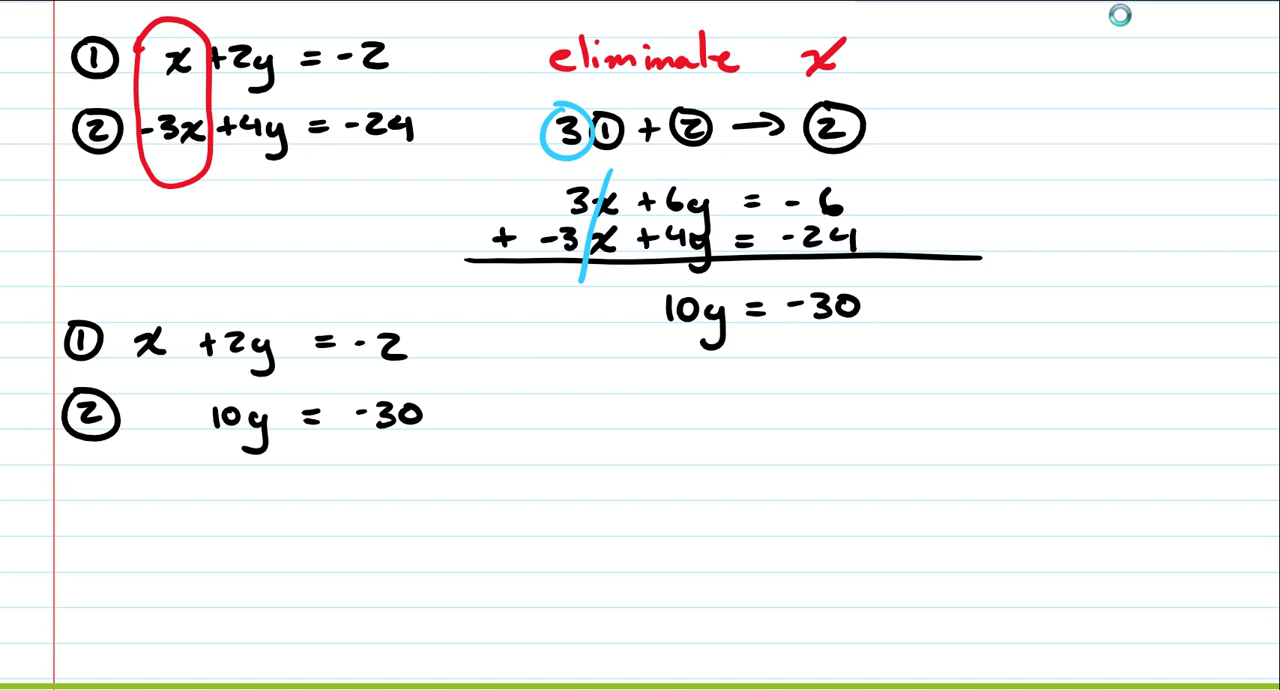 ① x + 2y = -2
② -3x + 4y = -24
eliminate x
3① + ② → ②
3x + 6y = -6
+ -3x + 4y = -24
10y = -30
① x + 2y = -2
② 10y = -30